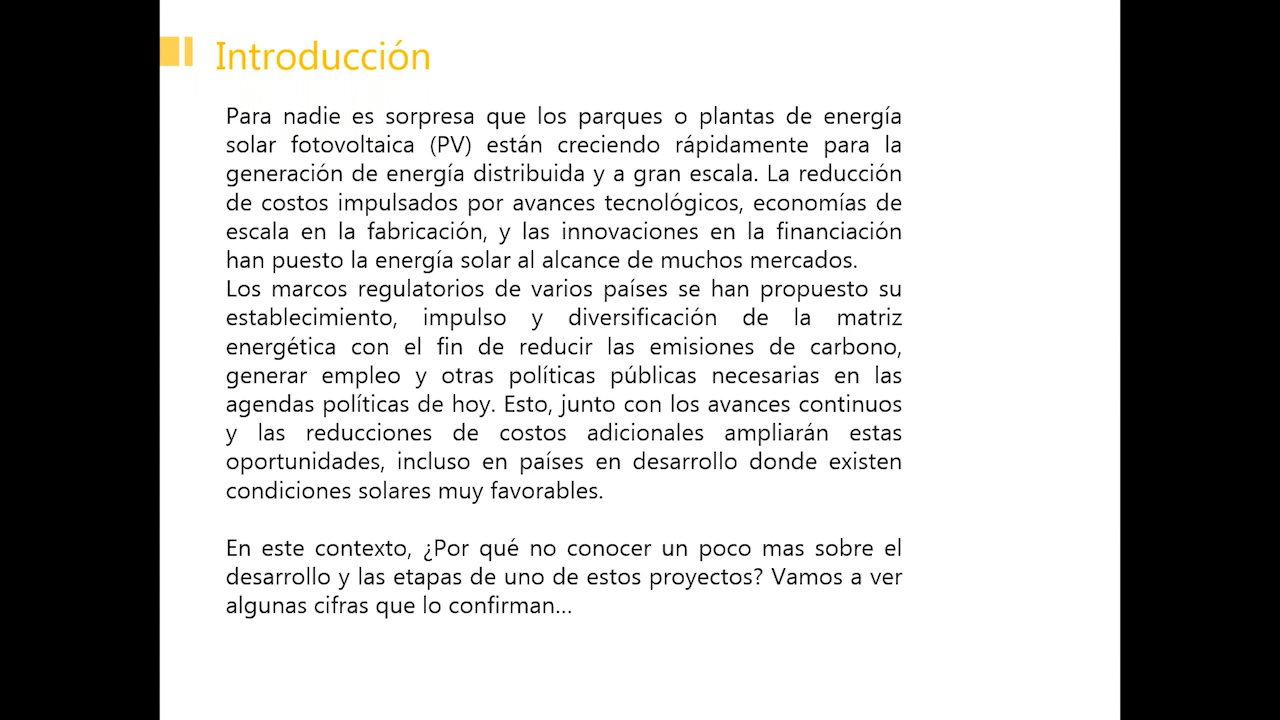 Introducción
Para nadie es sorpresa que los parques o plantas de energía
solar fotovoltaica (PV) están creciendo rápidamente para la
generación de energía distribuida y a gran escala. La reducción
de costos impulsados por avances tecnológicos, economías de
escala en la fabricación, y las innovaciones en la financiación
han puesto la energía solar al alcance de muchos mercados.
Los marcos regulatorios de varios países se han propuesto su
establecimiento, impulso y diversificación de la matriz
energética con el fin de reducir las emisiones de carbono,
generar empleo y otras políticas públicas necesarias en las
agendas políticas de hoy. Esto, junto con los avances continuos
y las reducciones de costos adicionales ampliarán estas
oportunidades, incluso en países en desarrollo donde existen
condiciones solares muy favorables.
En este contexto, ¿Por qué no conocer un poco mas sobre el
desarrollo y las etapas de uno de estos proyectos? Vamos a ver
algunas cifras que lo confirman...